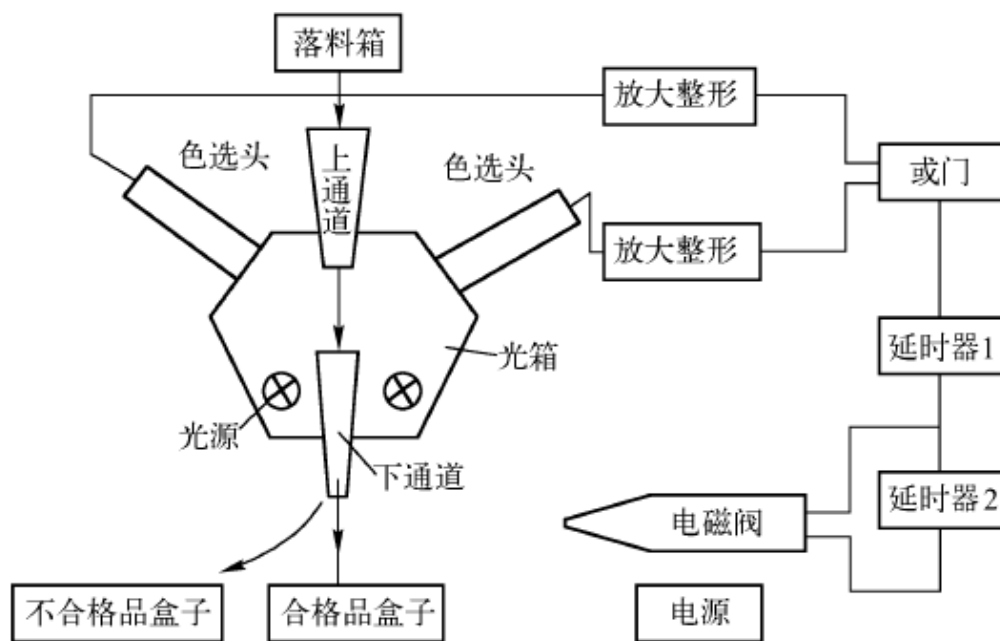 落料箱
放大整形
色选头
上通道
色选头
或门
放大整形
光箱
延时器1
光源
下通道
电磁阀
延时器2
不合格品盒子
合格品盒子
电源